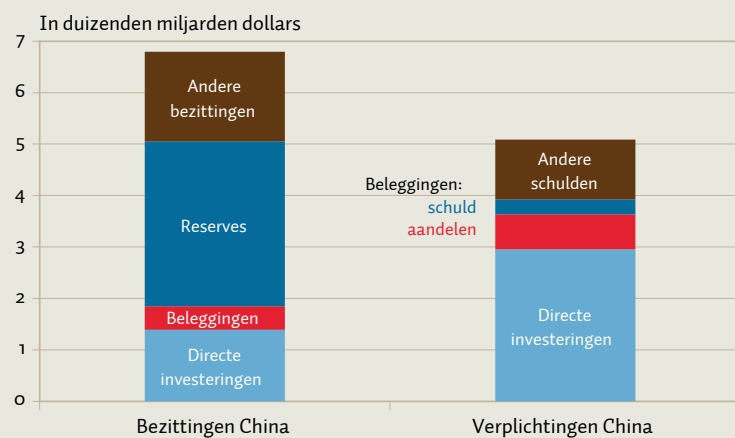 In duizenden miljarden dollars
7
6
5
4
3
2
1
0
Andere
bezittingen
Reserves
Beleggingen
Directe
investeringen
Beleggingen:
schuld
aandelen
Andere
schulden
Directe
investeringen
Bezittingen China
Verplichtingen China